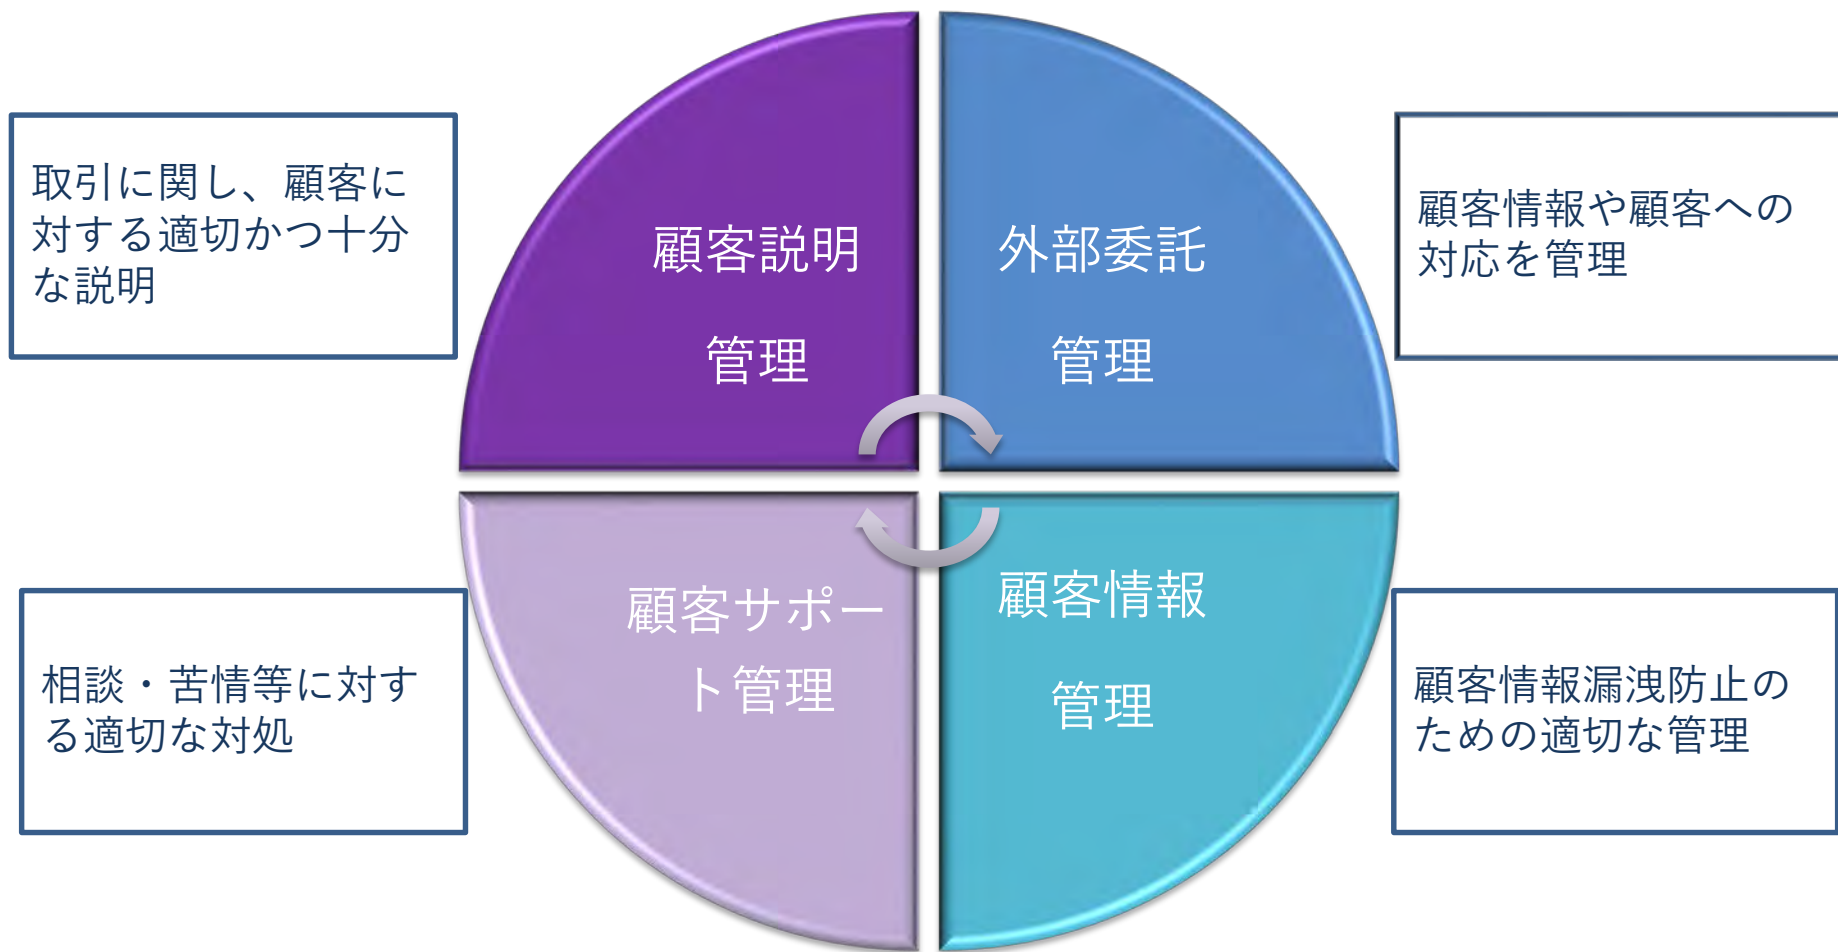 取引に関し、顧客に
対する適切かつ十分
な説明
顧客説明
管理
外部委託
管理
顧客情報や顧客への
対応を管理
相談・苦情等に対す
る適切な対処
顧客サポー
ト管理
顧客情報
管理
顧客情報漏洩防止の
ための適切な管理